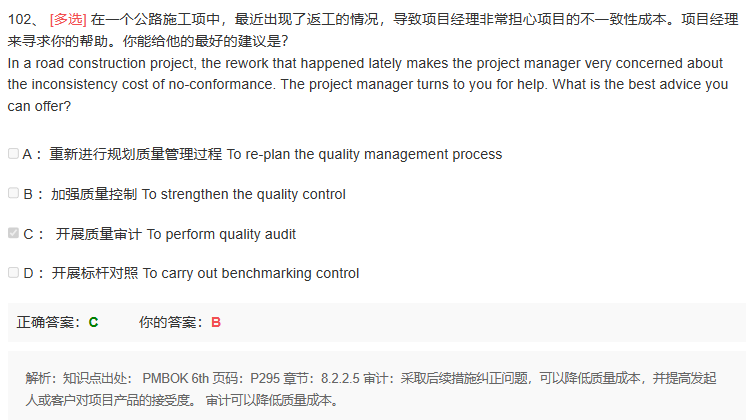 102、 [多选] 在一个公路施工项中，最近出现了返工的情况，导致项目经理非常担心项目的不一致性成本。项目经理
来寻求你的帮助。你能给他的最好的建议是?
In a road construction project, the rework that happened lately makes the project manager very concerned about
the inconsistency cost of no-conformance. The project manager turns to you for help. What is the best advice you
can offer?
A ： 重新进行规划质量管理过程 To re-plan the quality management process
B ： 加强质量控制 To strengthen the quality control
C ： 开展质量审计 To perform quality audit
D ： 开展标杆对照 To carry out benchmarking control
正确答案： C 你的答案： B
解析：知识点出处： PMBOK 6th 页码：P295 章节：8.2.2.5 审计：采取后续措施纠正问题，可以降低质量成本，并提高发起
人或客户对项目产品的接受度。 审计可以降低质量成本。